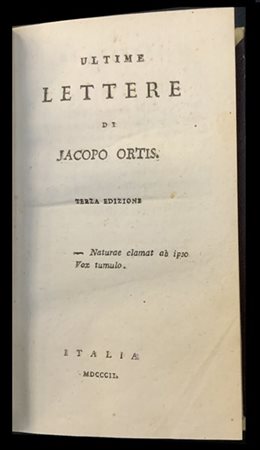 ULTIME
LETTERE
DI
JACOPO ORTIS.
TERZA EDIZIONE
— Naturae clamat ab ipso
Vox tumulo.
ITALIA
MDCCCII.